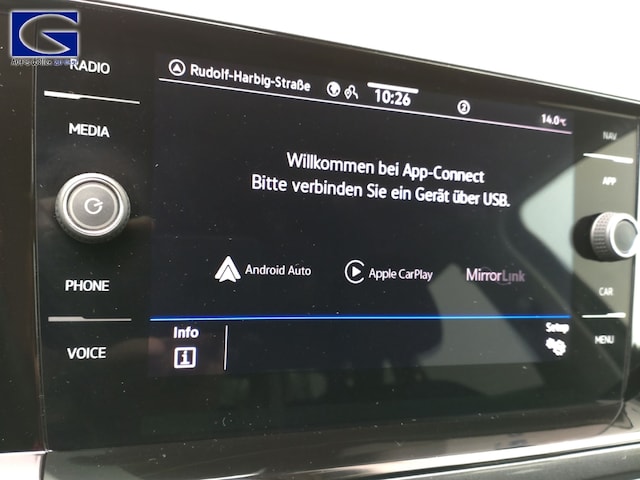 G
RADIO
MEDIA
PHONE
VOICE
Rudolf-Harbig-Straße
10:26
2
14.0 °C
Willkommen bei App-Connect
Bitte verbinden Sie ein Gerät über USB.
Android Auto
Apple CarPlay
MirrorLink
Info
i
Setup
NAV
APP
CAR
MENU